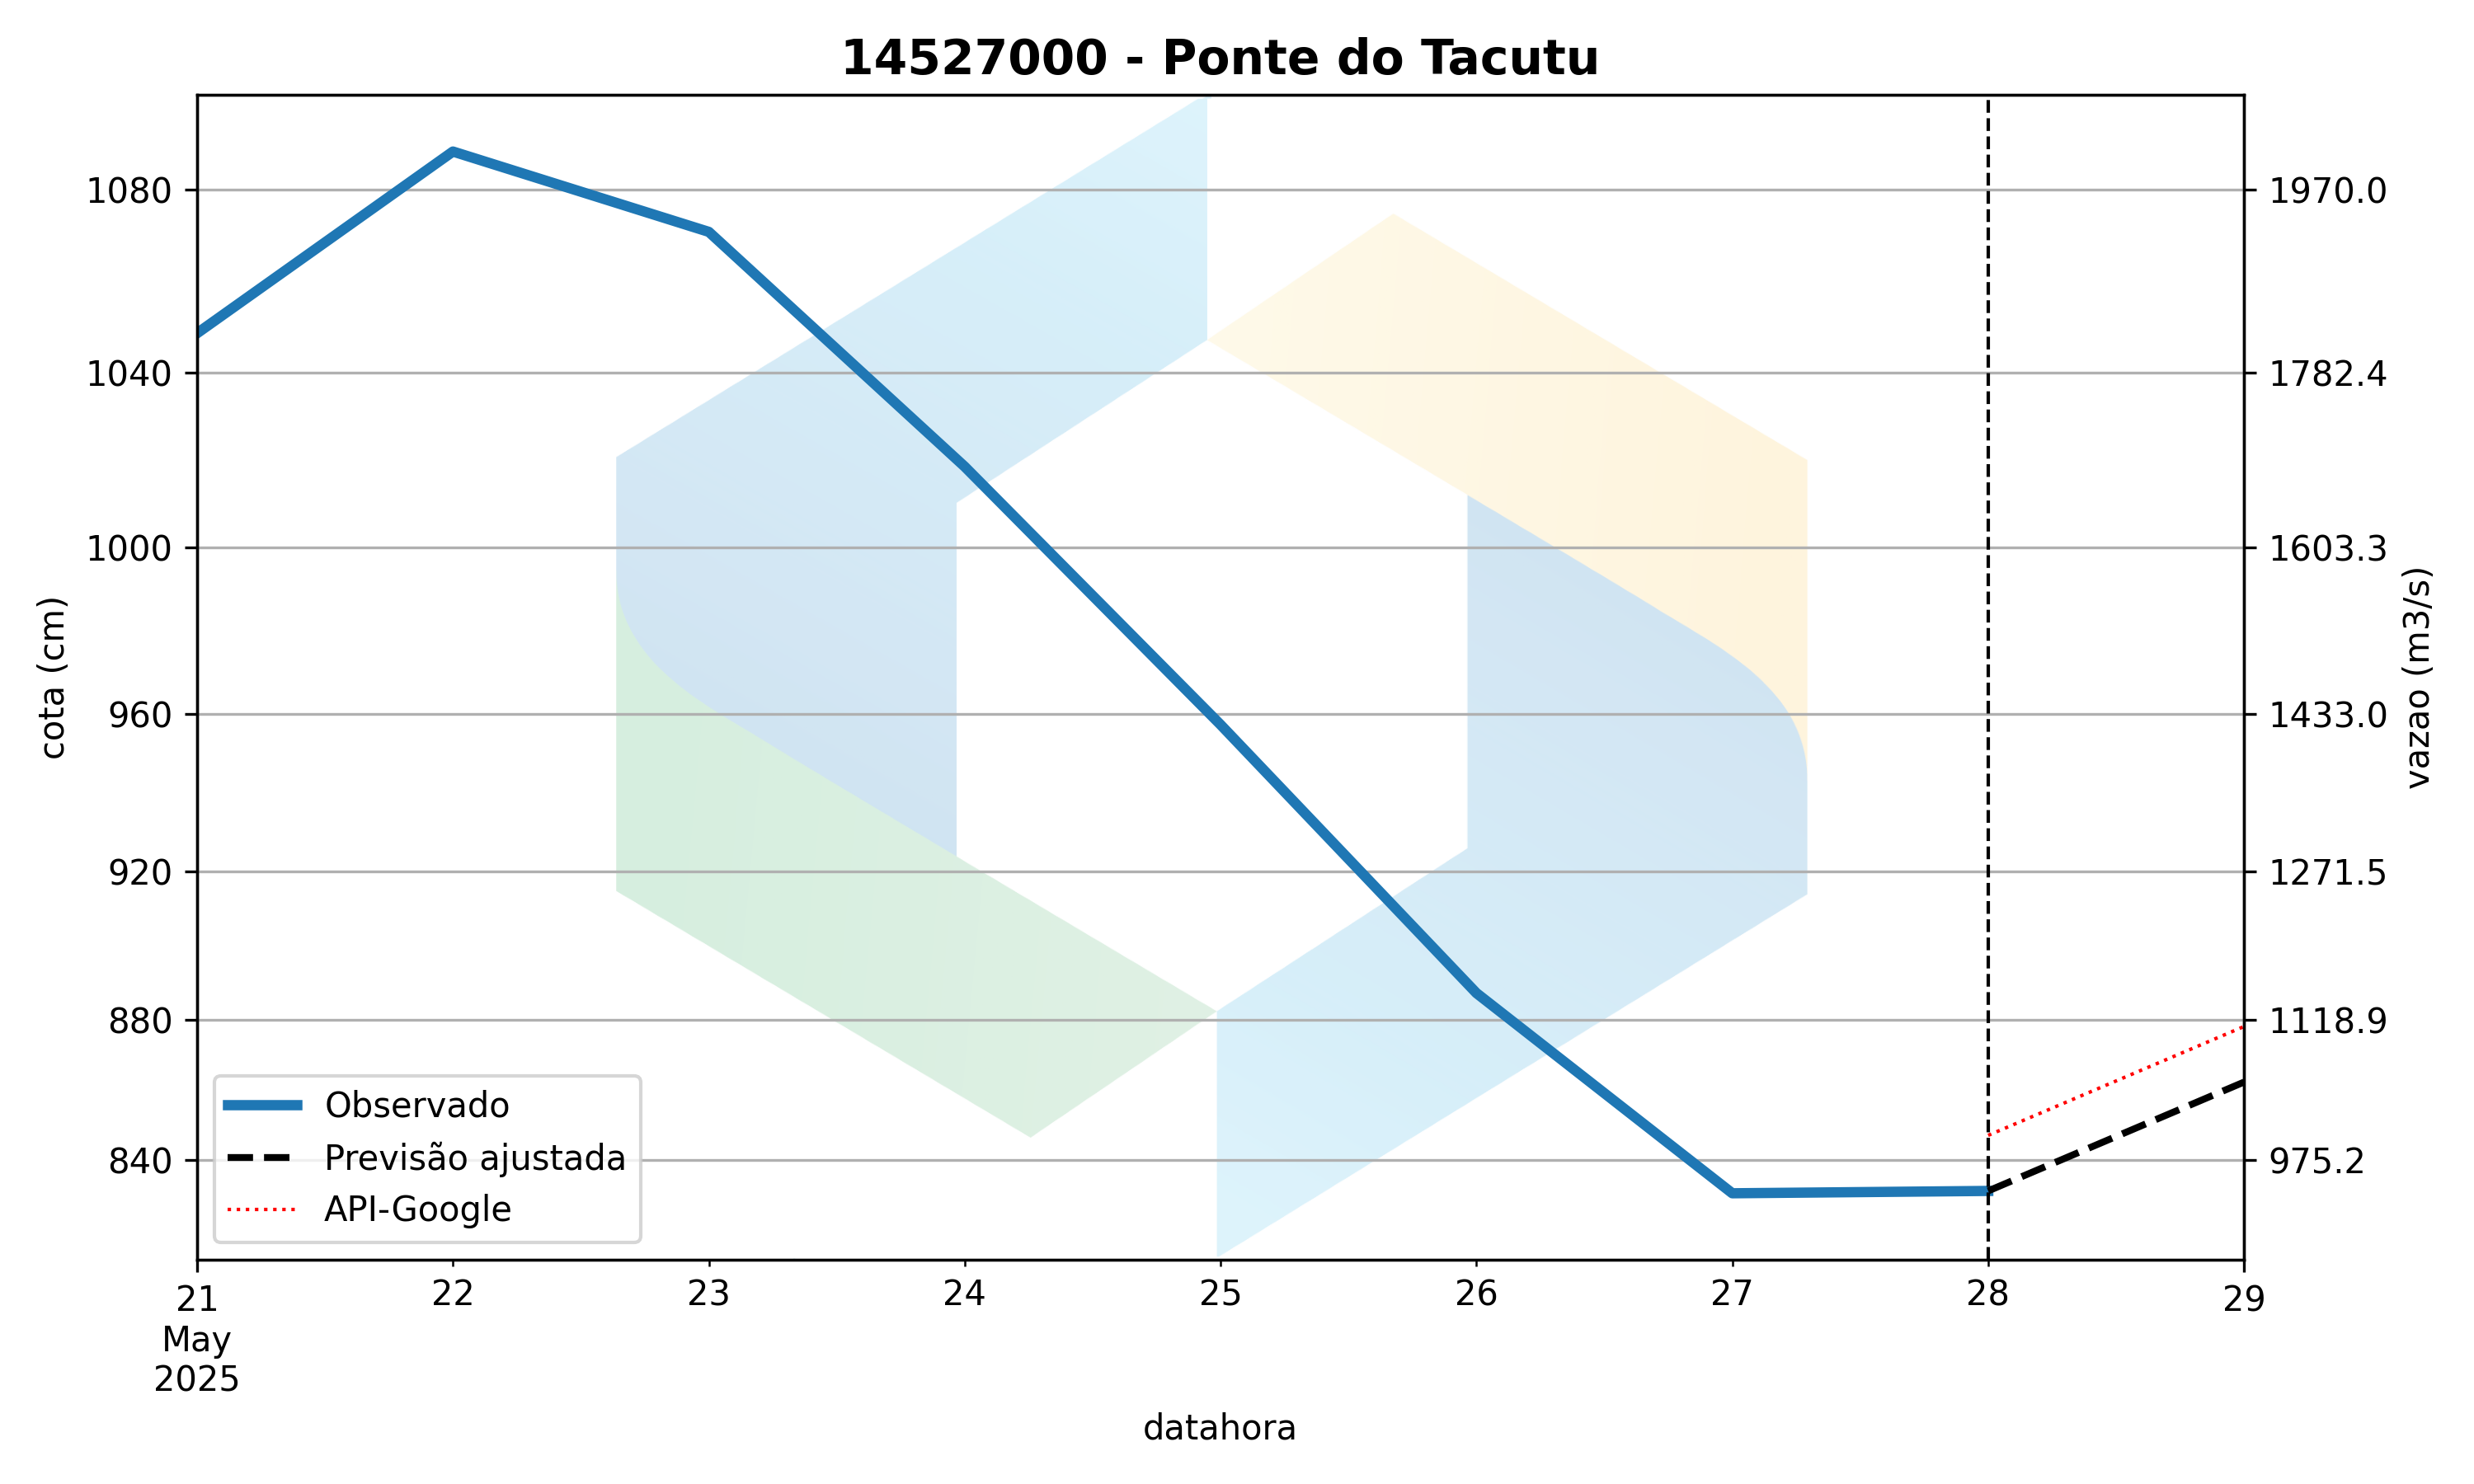 14527000 - Ponte do Tacutu
1080
1040
1000
960
920
880
840
cota (cm)
1970.0
1782.4
1603.3
1433.0
1271.5
1118.9
975.2
vazao (m3/s)
Observado
Previsão ajustada
API-Google
21 22 23 24 25 26 27 28 29
May
2025
datahora